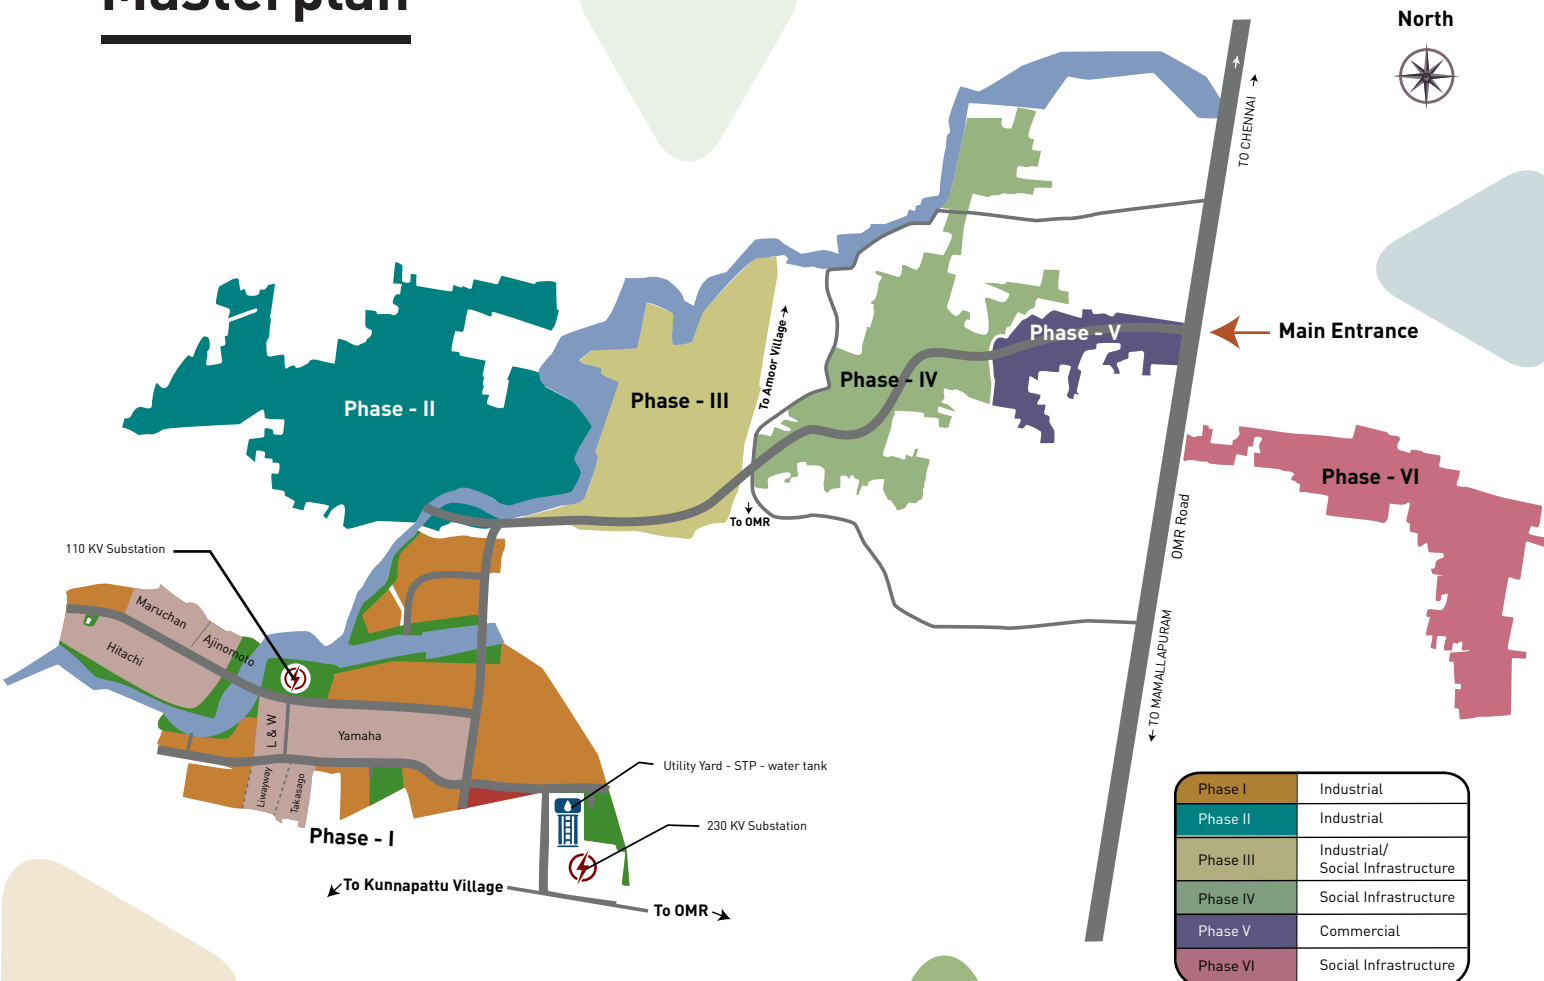 Masterplan
North
TO CHENNAI
Main Entrance
Phase - V
Phase - IV
To Amoor Village
Phase - III
Phase - II
Phase - VI
To OMR
OMR Road
TO MAMALLAPURAM
110 KV Substation
Maruchan
Ajinomoto
Hitachi
L & W
Yamaha
Liwayway
Takasago
Phase - I
Utility Yard - STP - water tank
230 KV Substation
To Kunnapattu Village
To OMR
Phase I Industrial
Phase II Industrial
Phase III Industrial/
Social Infrastructure
Phase IV Social Infrastructure
Phase V Commercial
Phase VI Social Infrastructure